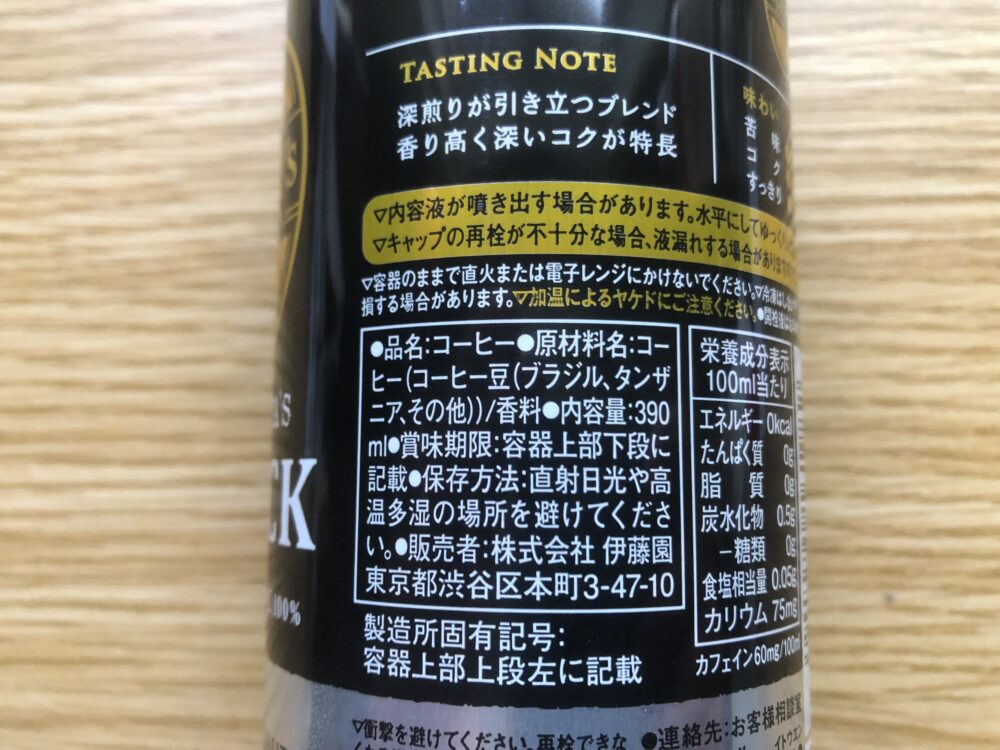 TASTING NOTE
深煎りが引き立つブレンド
香り高く深いコクが特長
味わい
苦味
コク
すっきり
▽内容液が噴き出す場合があります。水平にしてゆっく
▽キャップの再栓が不十分な場合、液漏れする場合があります
▽容器のままで直火または電子レンジにかけないでください。▽冷凍は
損する場合があります。▽加温によるヤケドにご注意ください。●開栓後は
●品名:コーヒー●原材料名:コー
ヒー(コーヒー豆(ブラジル、タンザ
ニア、その他))/香料●内容量:390
ml●賞味期限:容器上部下段に
記載●保存方法:直射日光や高
温多湿の場所を避けてくださ
い。●販売者:株式会社 伊藤園
東京都渋谷区本町3-47-10
製造所固有記号:
容器上部上段左に記載
栄養成分表示
100ml当たり
エネルギー 0kcal
たんぱく質 0g
脂質 0g
炭水化物 0.5g
−糖類 0g
食塩相当量 0.05g
カリウム 75mg
カフェイン60mg/100ml
'S
CK
100%
▽衝撃を避けてください。再栓できな
●連絡先:お客様相談室
イトウエン